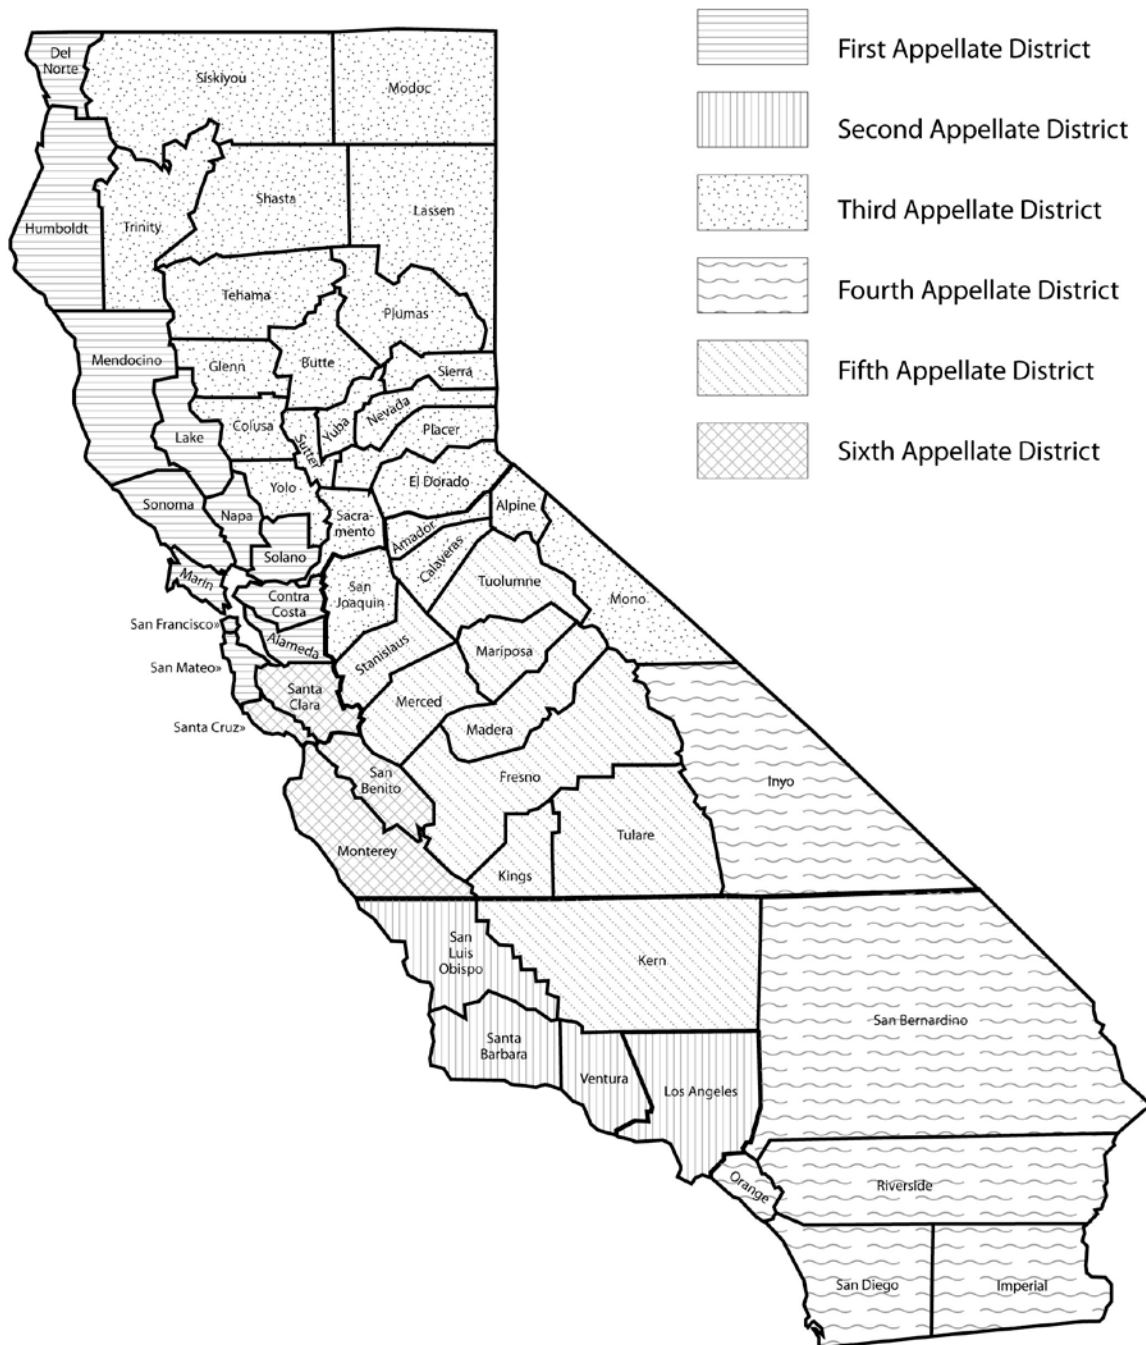 First Appellate District
Second Appellate District
Third Appellate District
Fourth Appellate District
Fifth Appellate District
Sixth Appellate District
Del
Norte
Siskiyou
Modoc
Humboldt
Trinity
Shasta
Lassen
Tehama
Plumas
Mendocino
Glenn
Butte
Sierra
Lake
Colusa
Sutter
Yuba
Nevada
Placer
Sonoma
Napa
Yolo
El Dorado
Sacra-
mento
Amador
Alpine
Solano
Calaveras
Marin
Contra
Costa
San
Joaquin
Tuolumne
Mono
San Francisco»
Alameda
Stanislaus
Mariposa
San Mateo»
Santa
Clara
Merced
Madera
Santa Cruz»
San
Benito
Fresno
Inyo
Monterey
Kings
Tulare
San
Luis
Obispo
Kern
San Bernardino
Santa
Barbara
Ventura
Los Angeles
Orange
Riverside
San Diego
Imperial